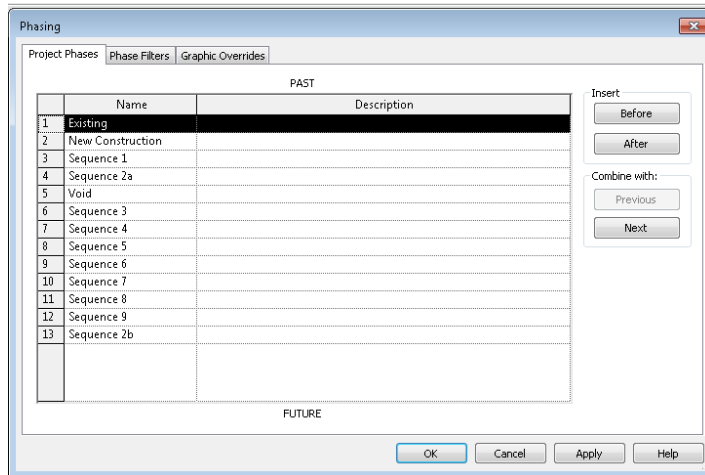 Phasing
Project Phases Phase Filters Graphic Overrides
PAST
Name Description
1 Existing
2 New Construction
3 Sequence 1
4 Sequence 2a
5 Void
6 Sequence 3
7 Sequence 4
8 Sequence 5
9 Sequence 6
10 Sequence 7
11 Sequence 8
12 Sequence 9
13 Sequence 2b
FUTURE
Insert
Before
After
Combine with:
Previous
Next
OK Cancel Apply Help